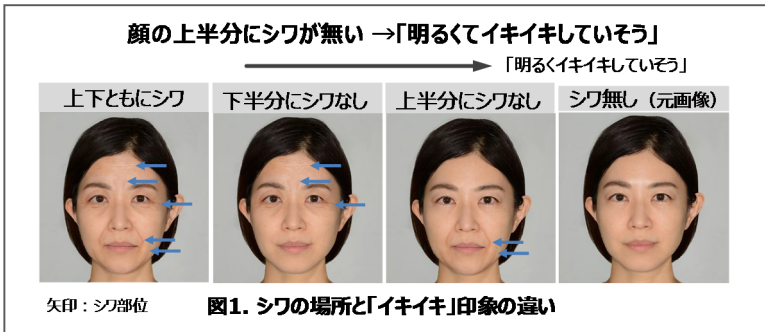 顔の上半分にシワが無い →「明るくてイキイキしていそう」
「明るくイキイキしていそう」
上下ともにシワ
下半分にシワなし
上半分にシワなし
シワ無し（元画像）
矢印：シワ部位
図1. シワの場所と「イキイキ」印象の違い